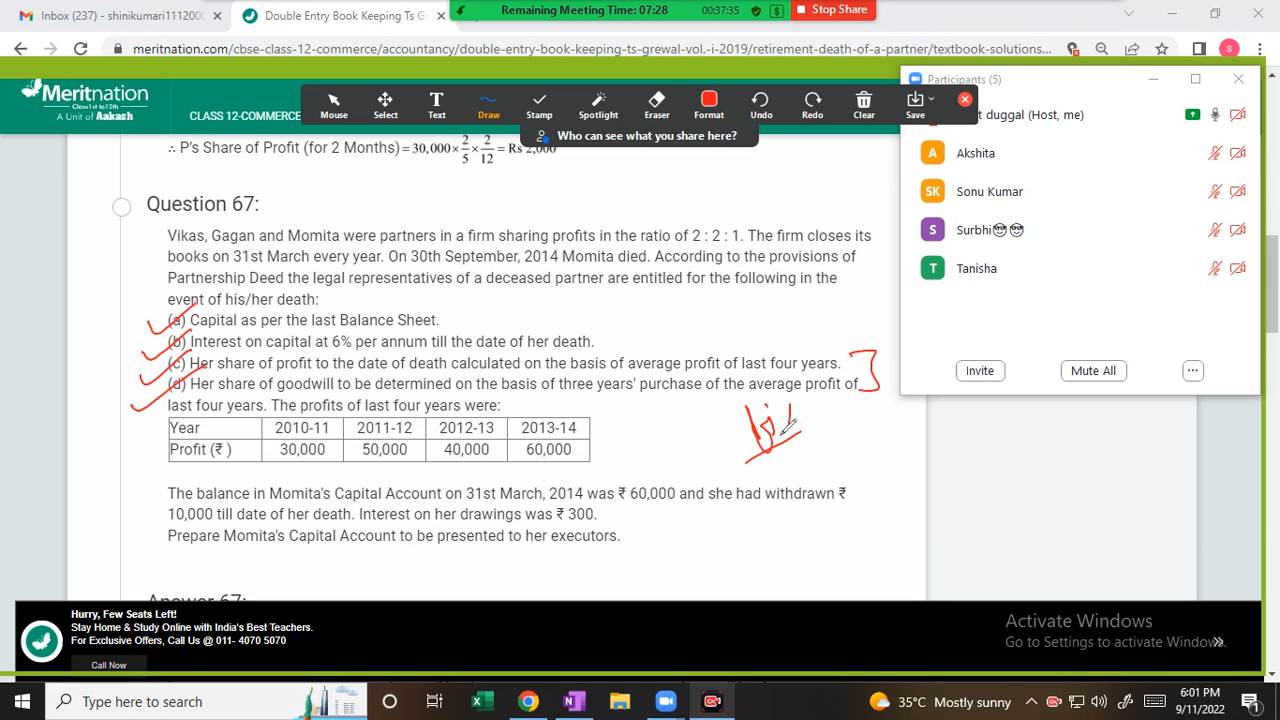 Inbox (237) - shinikumari111200
Double Entry Book Keeping Ts Gr
Remaining Meeting Time: 07:28
00:37:35
Stop Share
meritnation.com/cbse-class-12-commerce/accountancy/double-entry-book-keeping-ts-grewal-vol.-i-2019/retirement-death-of-a-partner/textbook-solutions...
S
Meritnation
Class 1st to 12th
A Unit of Aakash
CLASS 12-COMMERCE
Mouse
Select
Text
Draw
Stamp
Spotlight
Eraser
Format
Undo
Redo
Clear
Save
Who can see what you share here?
∴ P's Share of Profit (for 2 Months) = 30,000 × 2/5 × 2/12 = Rs 2,000
Question 67:
Vikas, Gagan and Momita were partners in a firm sharing profits in the ratio of 2 : 2 : 1. The firm closes its
books on 31st March every year. On 30th September, 2014 Momita died. According to the provisions of
Partnership Deed the legal representatives of a deceased partner are entitled for the following in the
event of his/her death:
(a) Capital as per the last Balance Sheet.
(b) Interest on capital at 6% per annum till the date of her death.
(c) Her share of profit to the date of death calculated on the basis of average profit of last four years.
(d) Her share of goodwill to be determined on the basis of three years' purchase of the average profit of
last four years. The profits of last four years were:
Year 2010-11 2011-12 2012-13 2013-14
Profit (₹ ) 30,000 50,000 40,000 60,000
The balance in Momita's Capital Account on 31st March, 2014 was ₹ 60,000 and she had withdrawn ₹
10,000 till date of her death. Interest on her drawings was ₹ 300.
Prepare Momita's Capital Account to be presented to her executors.
Answer 67:
Participants (5)
duggal (Host, me)
A Akshita
SK Sonu Kumar
S Surbhi😎😎
T Tanisha
Invite
Mute All
...
Hurry, Few Seats Left!
Stay Home & Study Online with India's Best Teachers.
For Exclusive Offers, Call Us @ 011- 4070 5070
Call Now
Activate Windows
Go to Settings to activate Windows.
Type here to search
35°C Mostly sunny
6:01 PM
9/11/2022